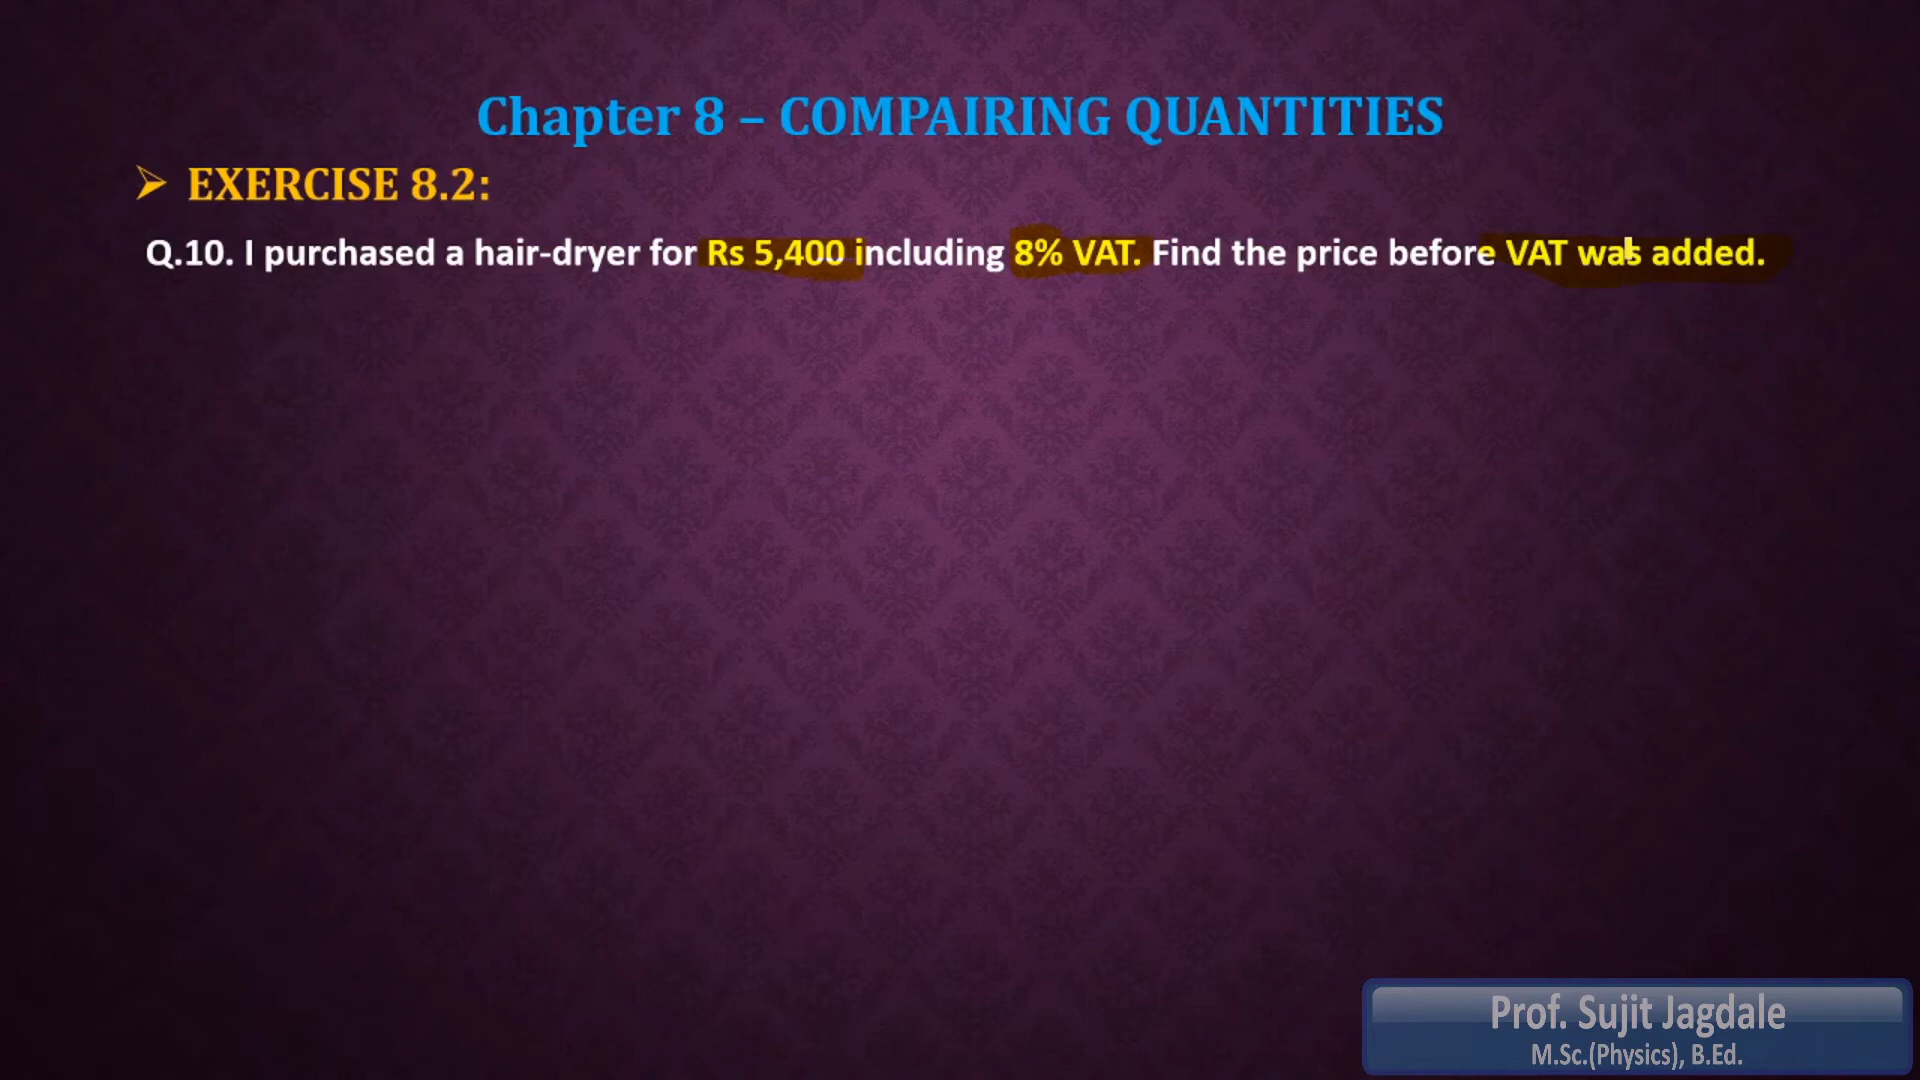 Chapter 8 – COMPAIRING QUANTITIES
EXERCISE 8.2:
Q.10. I purchased a hair-dryer for Rs 5,400 including 8% VAT. Find the price before VAT was added.
Prof. Sujit Jagdale
M.Sc.(Physics), B.Ed.